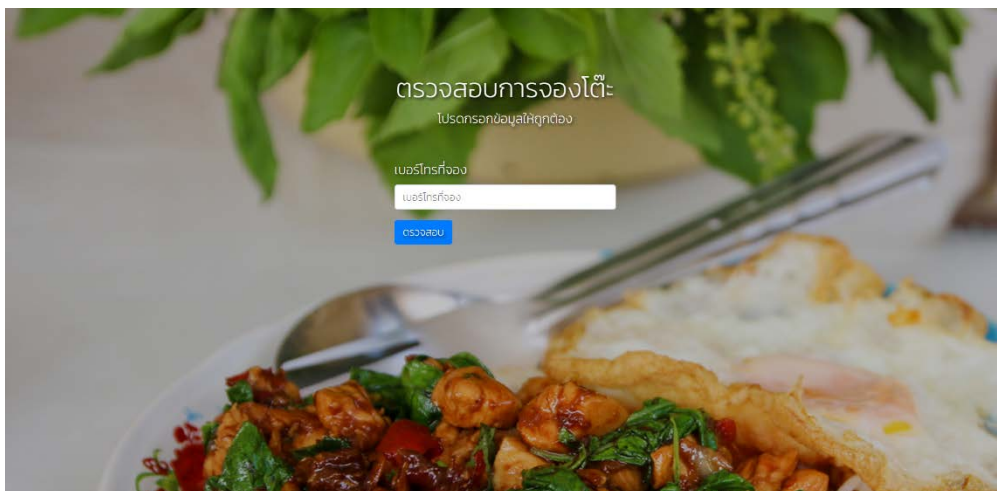 ตรวจสอบการจองโต๊ะ
โปรดกรอกข้อมูลให้ถูกต้อง
เบอร์โทรที่จอง
เบอร์โทรที่จอง
ตรวจสอบ